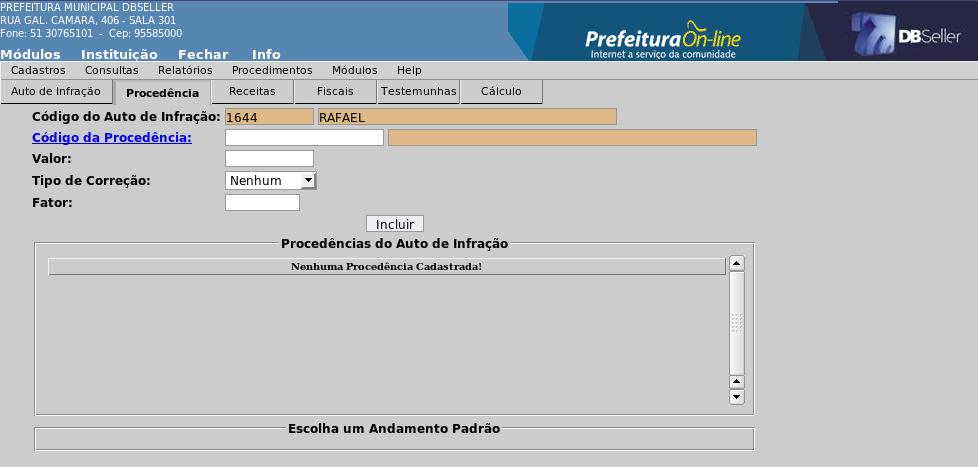 PREFEITURA MUNICIPAL DBSELLER
RUA GAL. CAMARA, 406 - SALA 301
Fone: 51 30765101 - Cep: 95585000
PrefeituraOn-line
Internet a serviço da comunidade
DBSeller
Módulos Instituição Fechar Info
Cadastros Consultas Relatórios Procedimentos Módulos Help
Auto de Infração Procedência Receitas Fiscais Testemunhas Cálculo
Código do Auto de Infração: 1644 RAFAEL
Código da Procedência:
Valor:
Tipo de Correção: Nenhum
Fator:
Incluir
Procedências do Auto de Infração
Nenhuma Procedência Cadastrada!
Escolha um Andamento Padrão